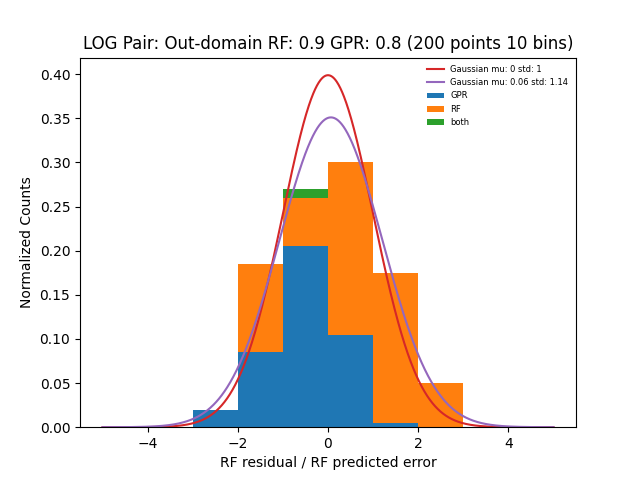 LOG Pair: Out-domain RF: 0.9 GPR: 0.8 (200 points 10 bins)
Gaussian mu: 0 std: 1
Gaussian mu: 0.06 std: 1.14
GPR
RF
both
Normalized Counts
0.40
0.35
0.30
0.25
0.20
0.15
0.10
0.05
0.00
−4 −2 0 2 4
RF residual / RF predicted error